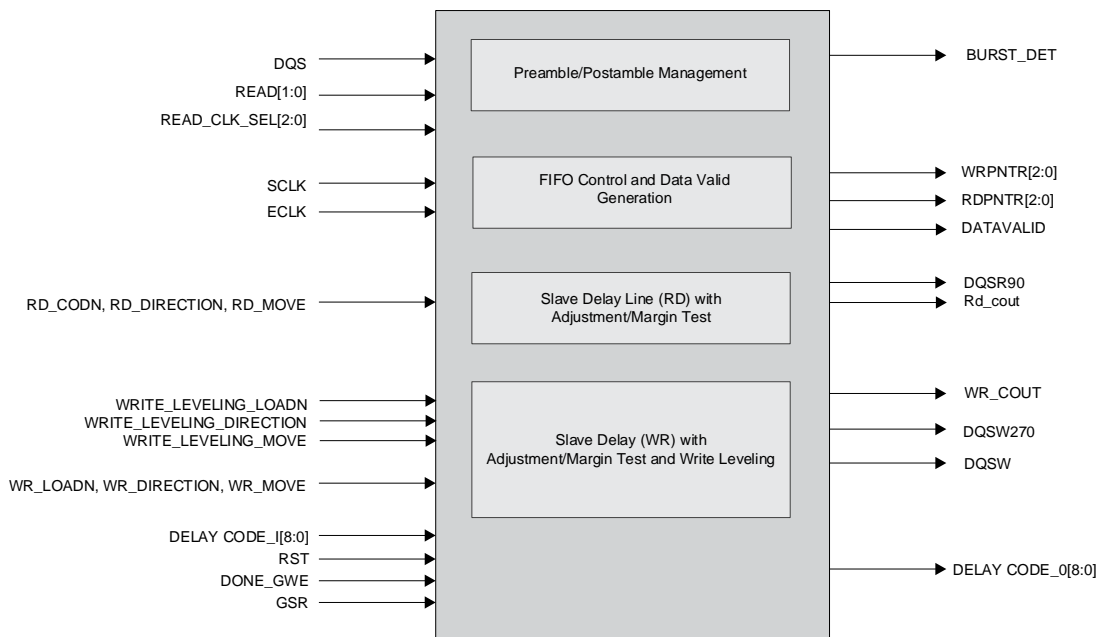 DQS
READ[1:0]
READ_CLK_SEL[2:0]
SCLK
ECLK
RD_CODN, RD_DIRECTION, RD_MOVE
WRITE_LEVELING_LOADN
WRITE_LEVELING_DIRECTION
WRITE_LEVELING_MOVE
WR_LOADN, WR_DIRECTION, WR_MOVE
DELAY CODE_I[8:0]
RST
DONE_GWE
GSR
Preamble/Postamble Management
FIFO Control and Data Valid
Generation
Slave Delay Line (RD) with
Adjustment/Margin Test
Slave Delay (WR) with
Adjustment/Margin Test and Write Leveling
BURST_DET
WRPNTR[2:0]
RDPNTR[2:0]
DATAVALID
DQSR90
Rd_cout
WR_COUT
DQSW270
DQSW
DELAY CODE_0[8:0]